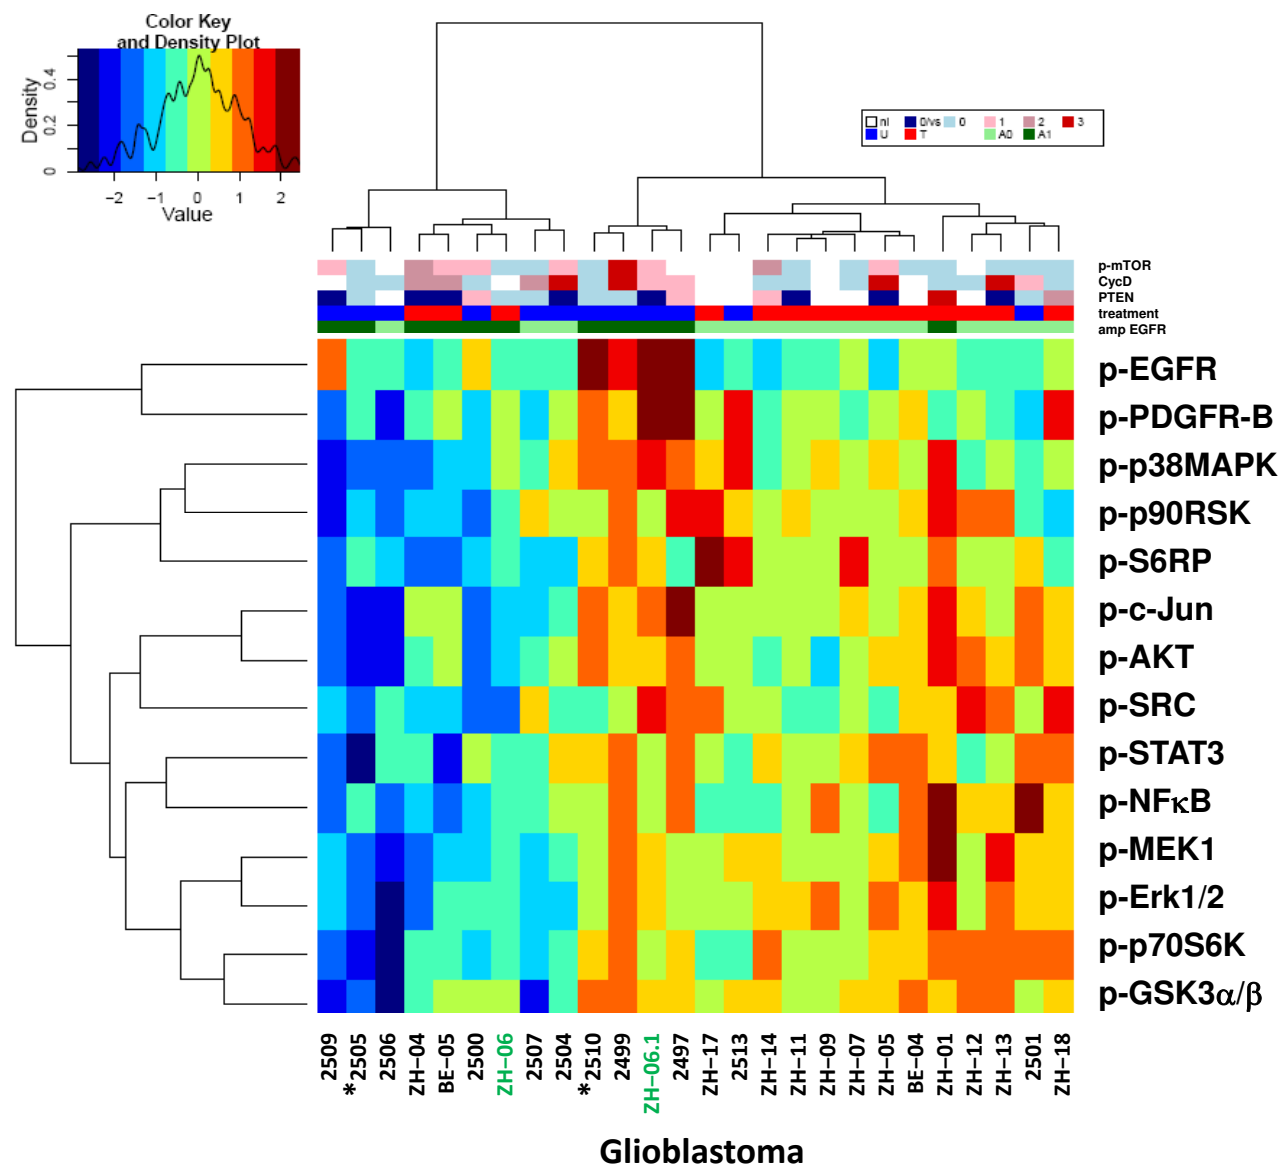 Color Key
and Density Plot
Density
0 0.2 0.4
−2 −1 0 1 2
Value
nl 0/vs 0 1 2 3
U T A0 A1
p-mTOR
CycD
PTEN
treatment
amp EGFR
p-EGFR
p-PDGFR-B
p-p38MAPK
p-p90RSK
p-S6RP
p-c-Jun
p-AKT
p-SRC
p-STAT3
p-NFκB
p-MEK1
p-Erk1/2
p-p70S6K
p-GSK3α/β
2509 *2505 2506 ZH−04 BE−05 2500 ZH−06 2507 2504 *2510 2499 ZH−06.1 2497 ZH−17 2513 ZH−14 ZH−11 ZH−09 ZH−07 ZH−05 BE−04 ZH−01 ZH−12 ZH−13 2501 ZH−18
Glioblastoma